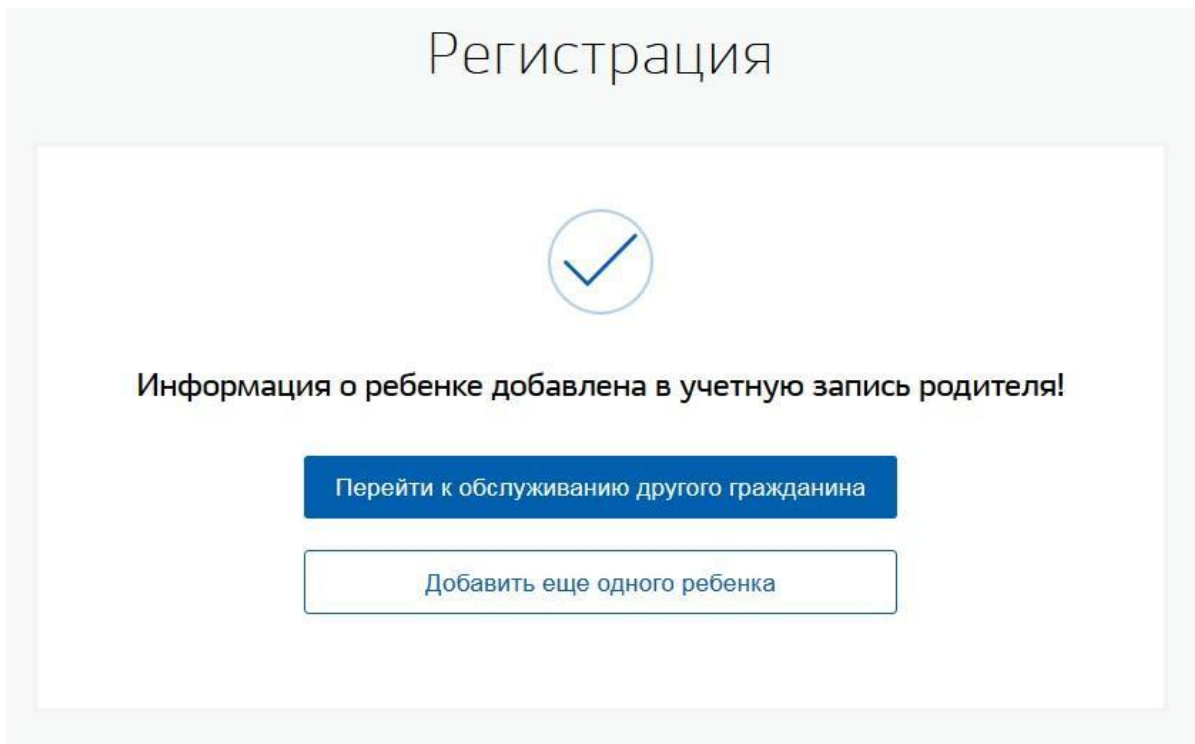 Регистрация
Информация о ребенке добавлена в учетную запись родителя!
Перейти к обслуживанию другого гражданина
Добавить еще одного ребенка